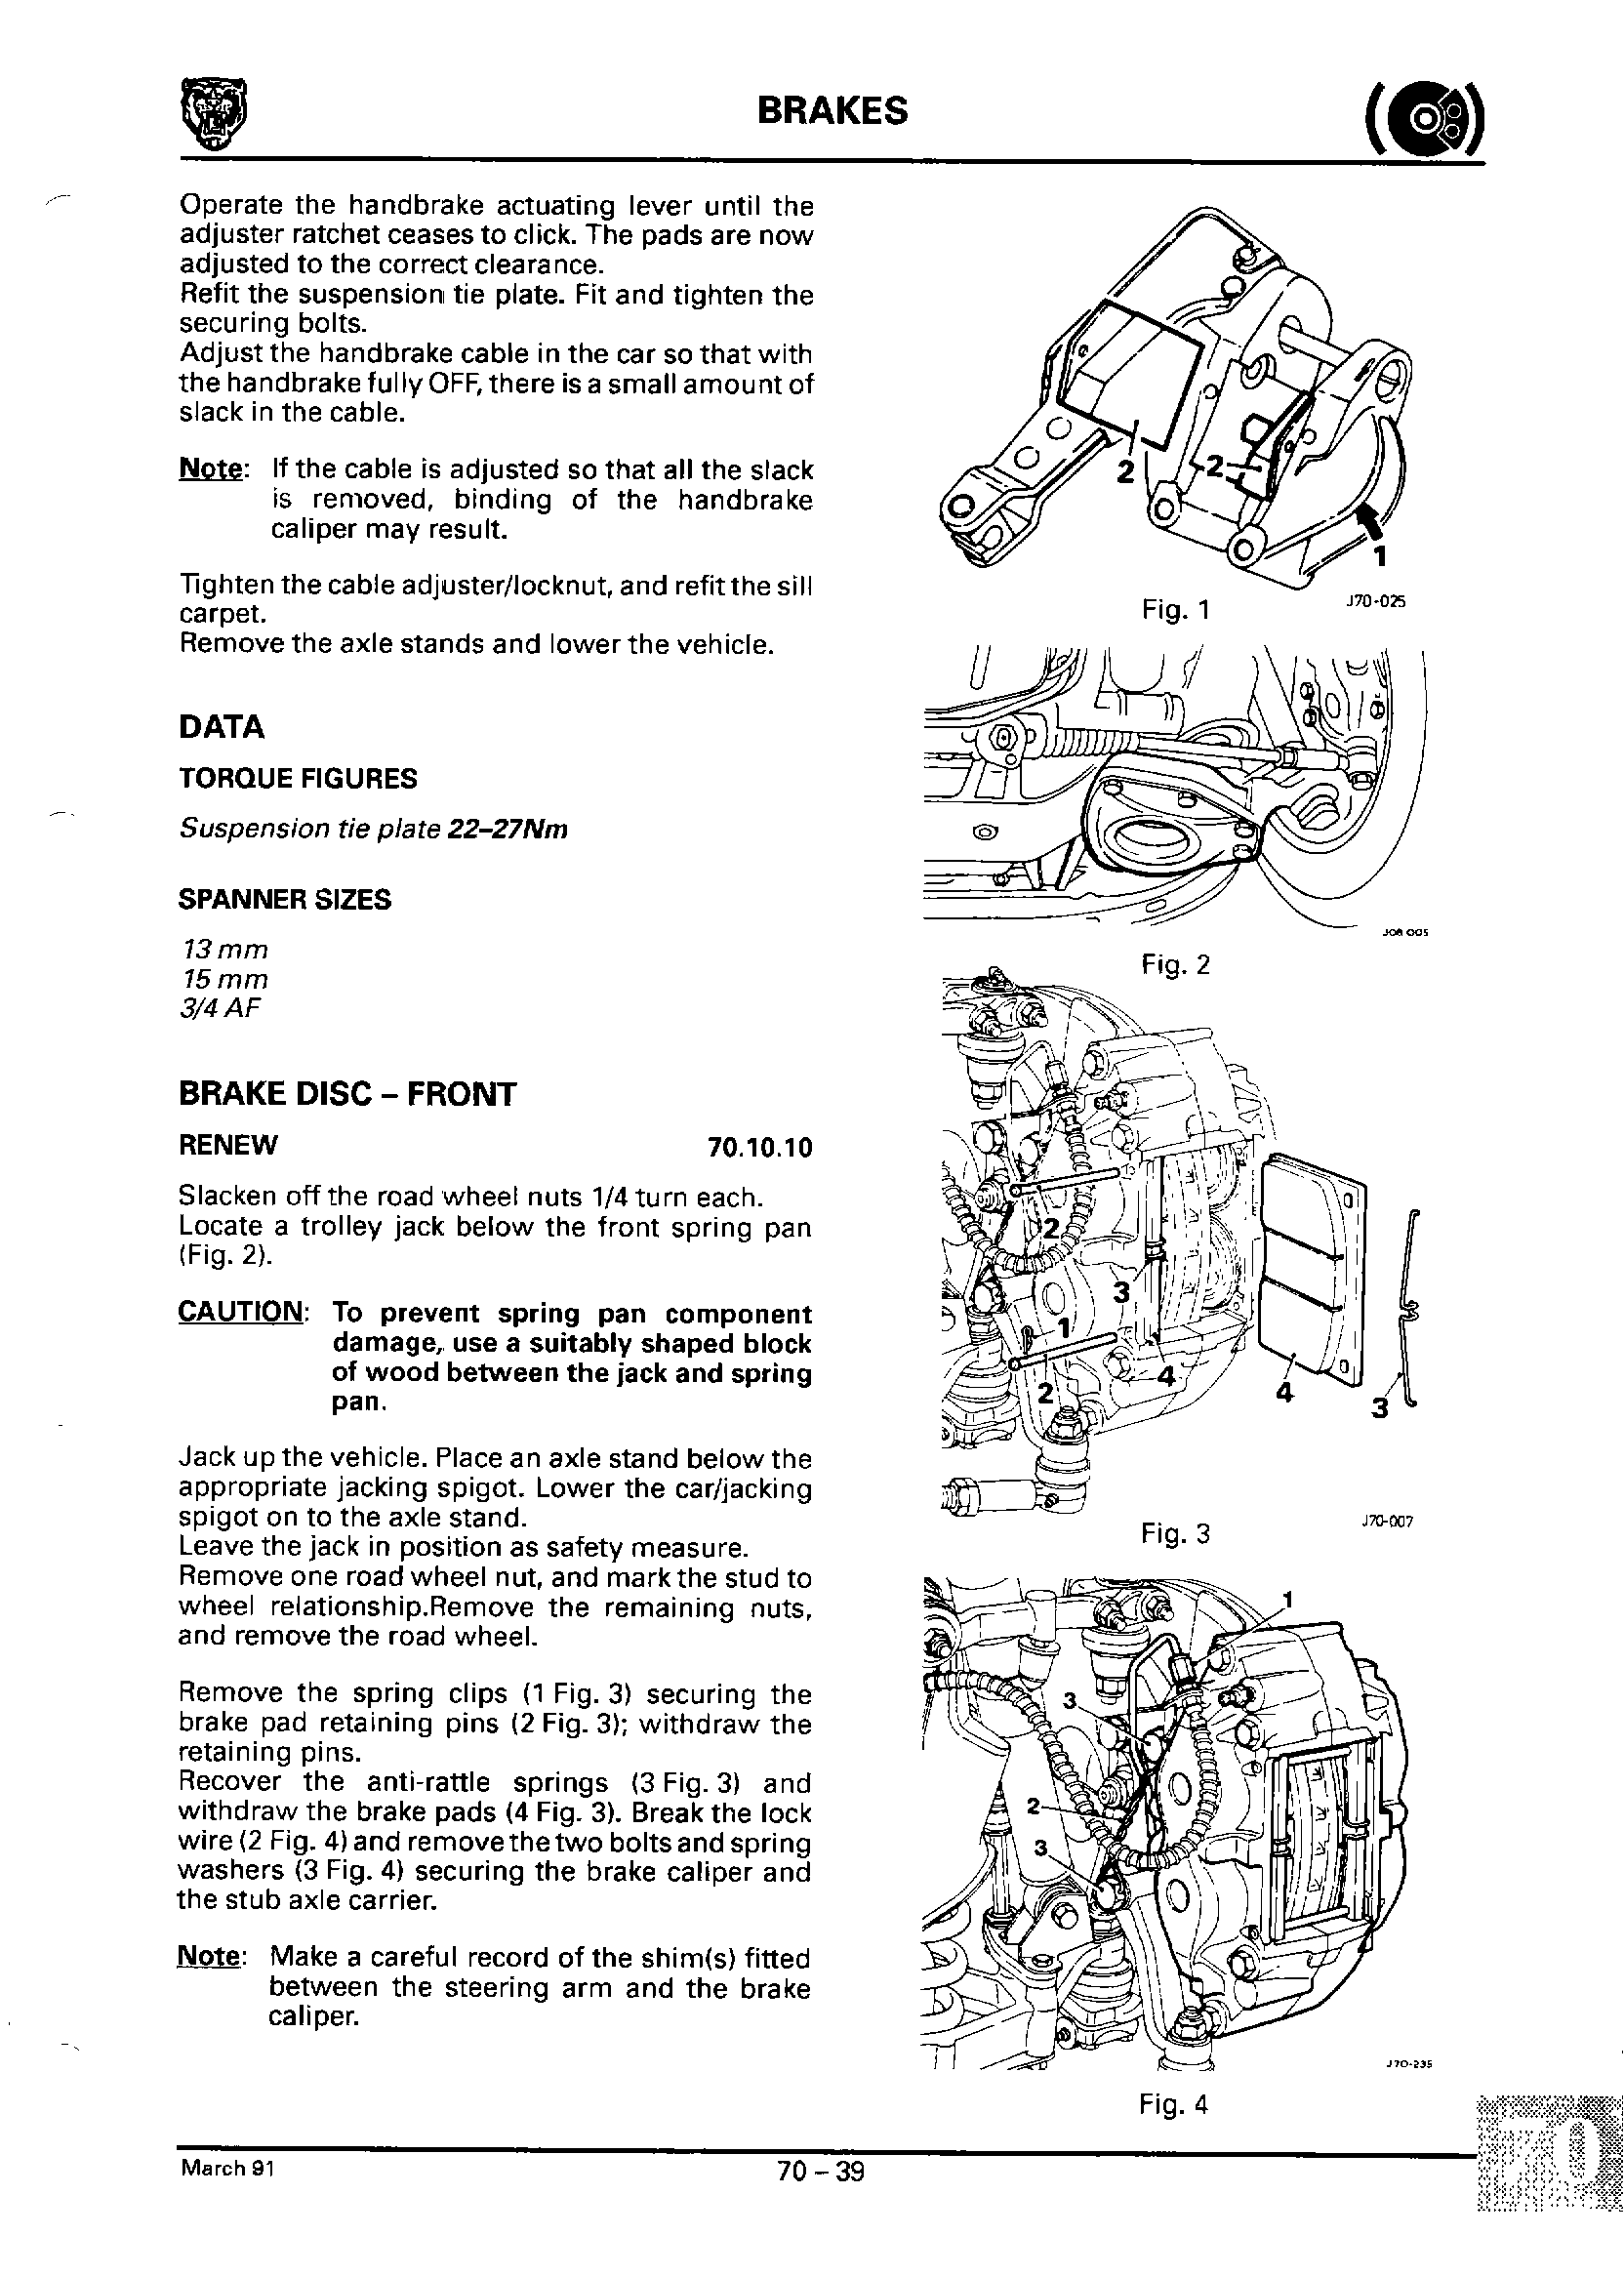 BRAKES
Operate the handbrake actuating lever until the
adjuster ratchet ceases to click. The pads are now
adjusted to the correct clearance.
Refit the suspension tie plate. Fit and tighten the
securing bolts.
Adjust the handbrake cable in the car so that with
the handbrake fully OFF, there is a small amount of
slack in the cable.
Note: If the cable is adjusted so that all the slack
is removed, binding of the handbrake
caliper may result.
Tighten the cable adjuster/locknut, and refit the sill
carpet.
Remove the axle stands and lower the vehicle.
DATA
TORQUE FIGURES
Suspension tie plate 22–27Nm
SPANNER SIZES
13 mm
15 mm
3/4 AF
BRAKE DISC – FRONT
RENEW 70.10.10
Slacken off the road wheel nuts 1/4 turn each.
Locate a trolley jack below the front spring pan
(Fig. 2).
CAUTION: To prevent spring pan component
damage, use a suitably shaped block
of wood between the jack and spring
pan.
Jack up the vehicle. Place an axle stand below the
appropriate jacking spigot. Lower the car/jacking
spigot on to the axle stand.
Leave the jack in position as safety measure.
Remove one road wheel nut, and mark the stud to
wheel relationship.Remove the remaining nuts,
and remove the road wheel.
Remove the spring clips (1 Fig. 3) securing the
brake pad retaining pins (2 Fig. 3); withdraw the
retaining pins.
Recover the anti-rattle springs (3 Fig. 3) and
withdraw the brake pads (4 Fig. 3). Break the lock
wire (2 Fig. 4) and remove the two bolts and spring
washers (3 Fig. 4) securing the brake caliper and
the stub axle carrier.
Note: Make a careful record of the shim(s) fitted
between the steering arm and the brake
caliper.
2
2
1
Fig. 1
J70-025
J08 005
Fig. 2
2
3
1
4
2
4
3
Fig. 3
J70-007
1
3
2
3
J70-235
Fig. 4
70
March 91
70 – 39